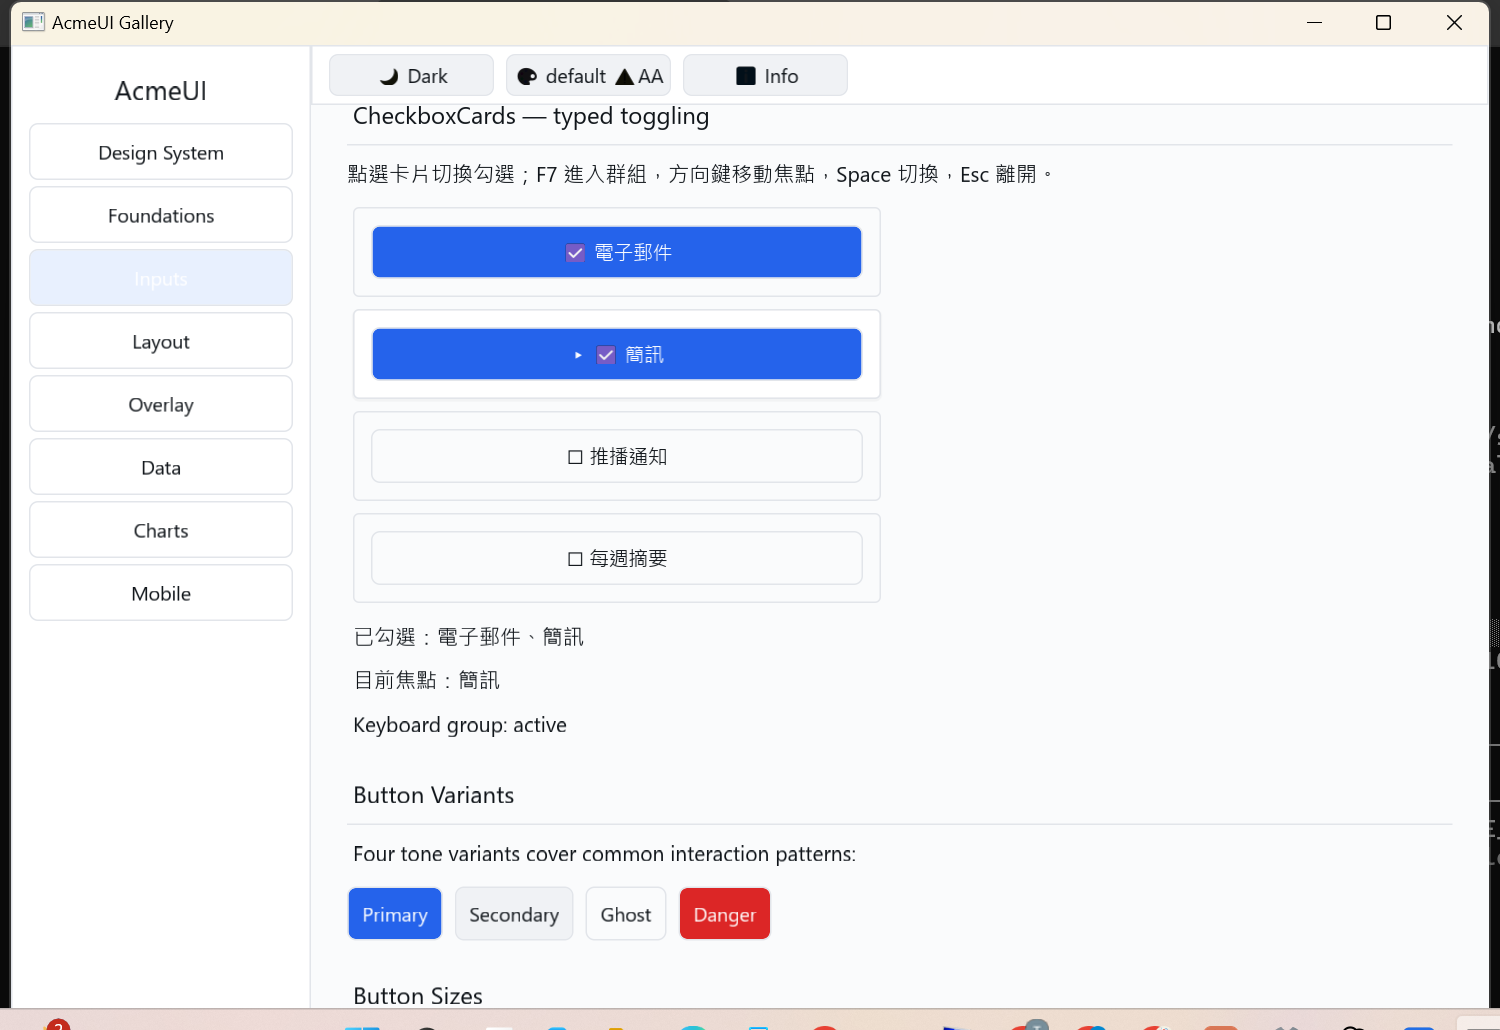 AcmeUI Gallery
AcmeUI
Design System
Foundations
Inputs
Layout
Overlay
Data
Charts
Mobile
Dark
default ▲ AA
Info
CheckboxCards — typed toggling
點選卡片切換勾選；F7 進入群組，方向鍵移動焦點，Space 切換，Esc 離開。
☑ 電子郵件
▸ ☑ 簡訊
☐ 推播通知
☐ 每週摘要
已勾選：電子郵件、簡訊
目前焦點：簡訊
Keyboard group: active
Button Variants
Four tone variants cover common interaction patterns:
Primary
Secondary
Ghost
Danger
Button Sizes